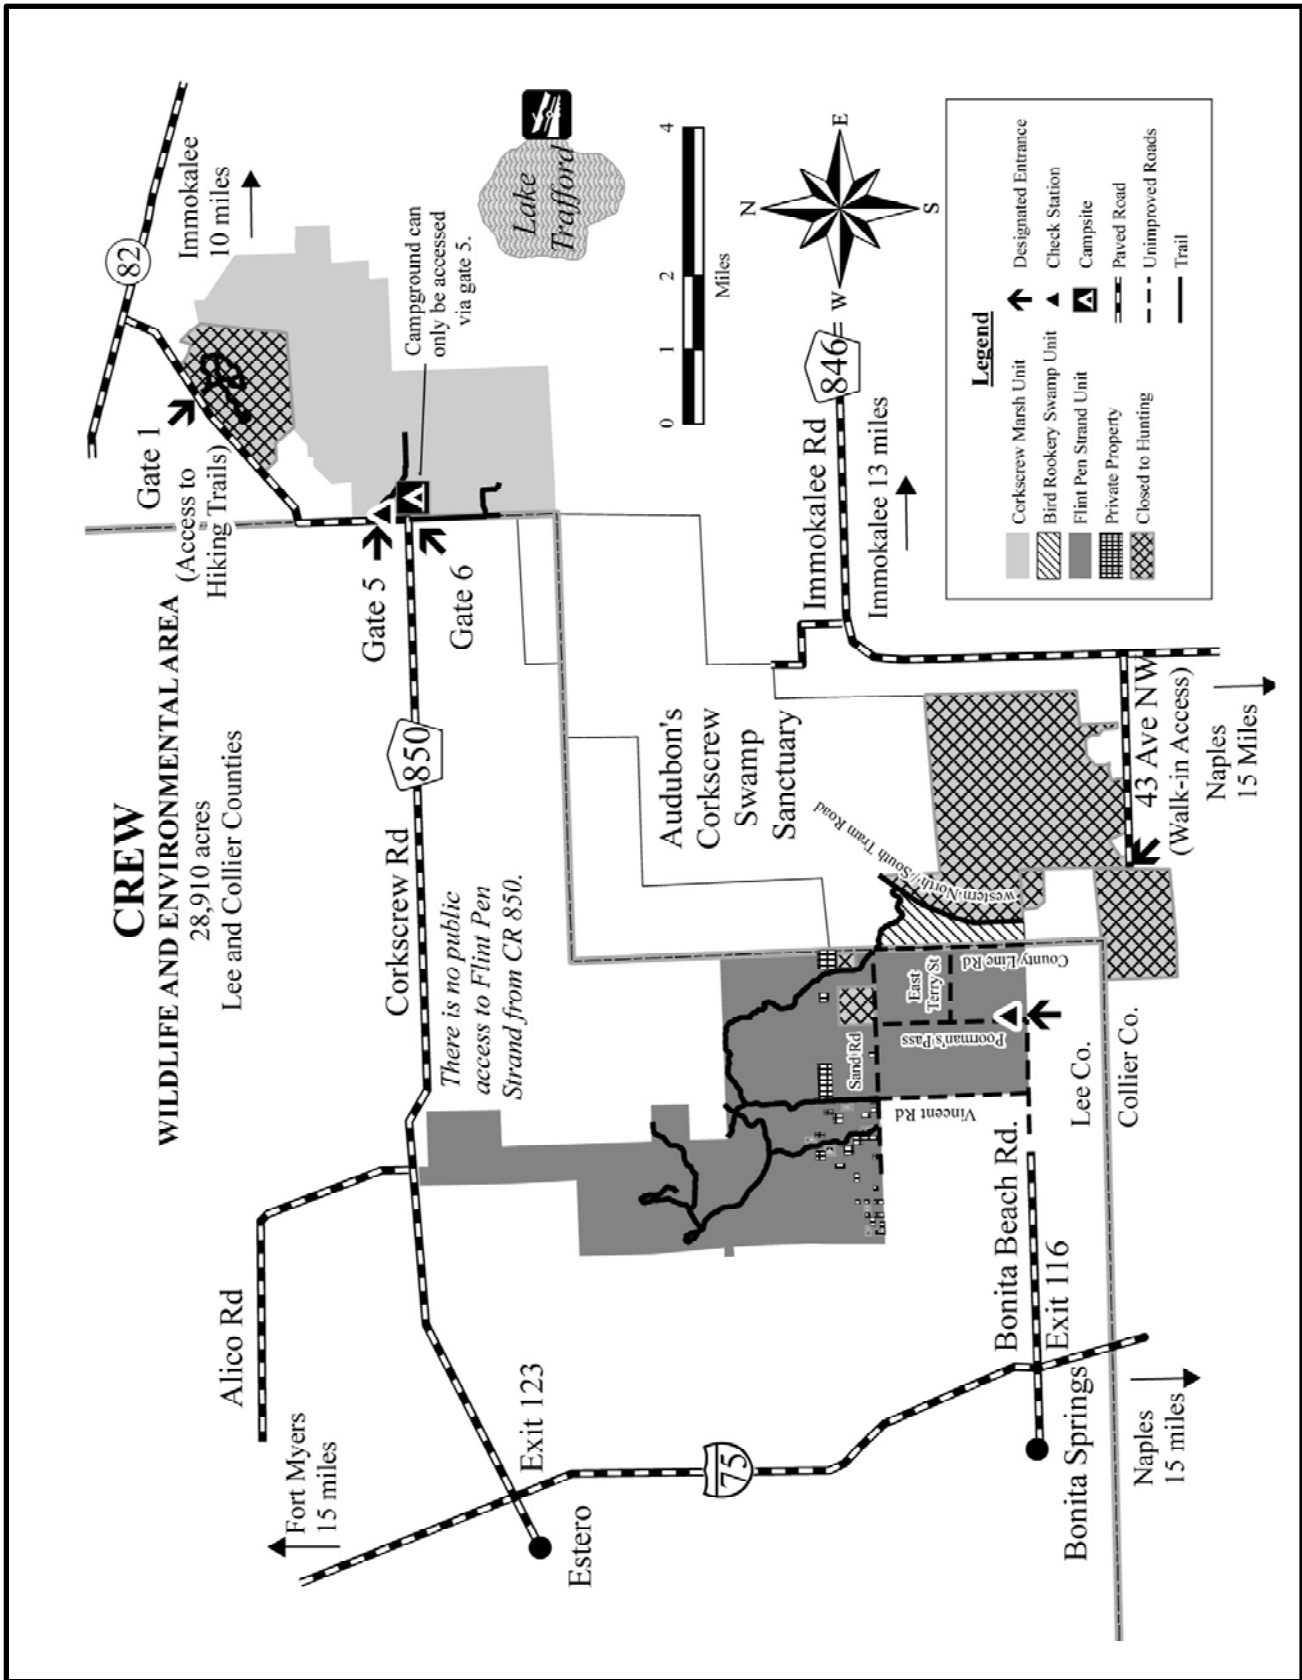 CREW
WILDLIFE AND ENVIRONMENTAL AREA
28,910 acres
Lee and Collier Counties
82
Immokalee
10 miles
Gate 1
(Access to
Hiking Trails)
Alico Rd
Fort Myers
15 miles
Corkscrew Rd
850
Gate 5
Gate 6
Campground can
only be accessed
via gate 5.
There is no public
access to Flint Pen
Strand from CR 850.
Lake
Trafford
Exit 123
Estero
75
Audubon's
Corkscrew
Swamp
Sanctuary
0
1
2
4
Miles
N
E
S
W
Immokalee Rd
846
Immokalee 13 miles
western North / South Tram Road
Sand Rd
East
Terry St
County Line Rd
Poorman's Pass
Vincent Rd
Bonita Beach Rd.
Exit 116
Bonita Springs
Lee Co.
Collier Co.
43 Ave NW
(Walk-in Access)
Naples
15 Miles
Naples
15 miles
Legend
Corkscrew Marsh Unit
Bird Rookery Swamp Unit
Flint Pen Strand Unit
Private Property
Closed to Hunting
Designated Entrance
Check Station
Campsite
Paved Road
Unimproved Roads
Trail